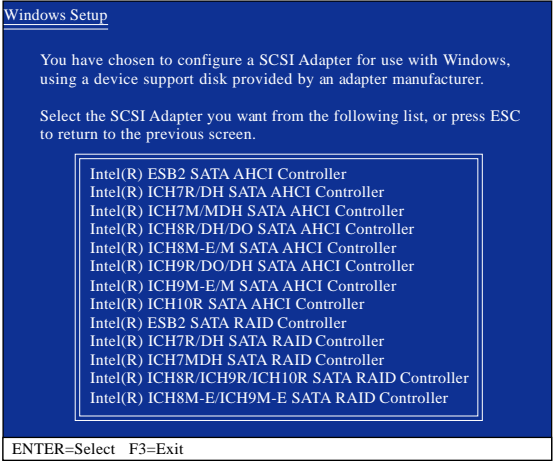 Windows Setup
You have chosen to configure a SCSI Adapter for use with Windows,
using a device support disk provided by an adapter manufacturer.
Select the SCSI Adapter you want from the following list, or press ESC
to return to the previous screen.
Intel(R) ESB2 SATA AHCI Controller
Intel(R) ICH7R/DH SATA AHCI Controller
Intel(R) ICH7M/MDH SATA AHCI Controller
Intel(R) ICH8R/DH/DO SATA AHCI Controller
Intel(R) ICH8M-E/M SATA AHCI Controller
Intel(R) ICH9R/DO/DH SATA AHCI Controller
Intel(R) ICH9M-E/M SATA AHCI Controller
Intel(R) ICH10R SATA AHCI Controller
Intel(R) ESB2 SATA RAID Controller
Intel(R) ICH7R/DH SATA RAID Controller
Intel(R) ICH7MDH SATA RAID Controller
Intel(R) ICH8R/ICH9R/ICH10R SATA RAID Controller
Intel(R) ICH8M-E/ICH9M-E SATA RAID Controller
ENTER=Select F3=Exit